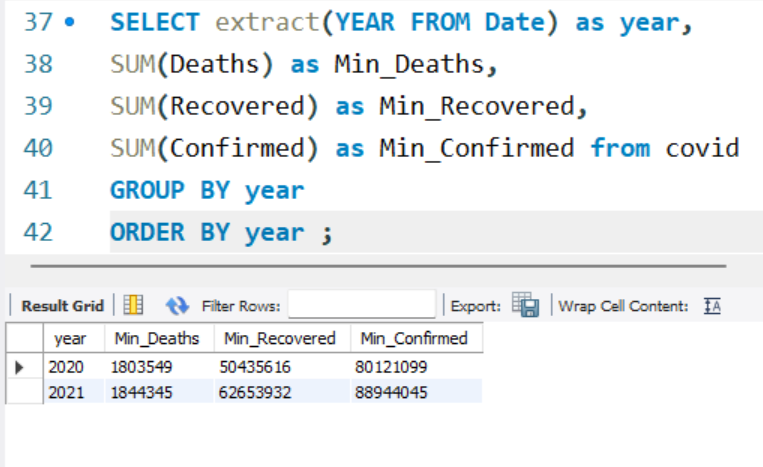 37 SELECT extract(YEAR FROM Date) as year,
38 SUM(Deaths) as Min_Deaths,
39 SUM(Recovered) as Min_Recovered,
40 SUM(Confirmed) as Min_Confirmed from covid
41 GROUP BY year
42 ORDER BY year ;
Result Grid Filter Rows: Export: Wrap Cell Content:
year Min_Deaths Min_Recovered Min_Confirmed
2020 1803549 50435616 80121099
2021 1844345 62653932 88944045